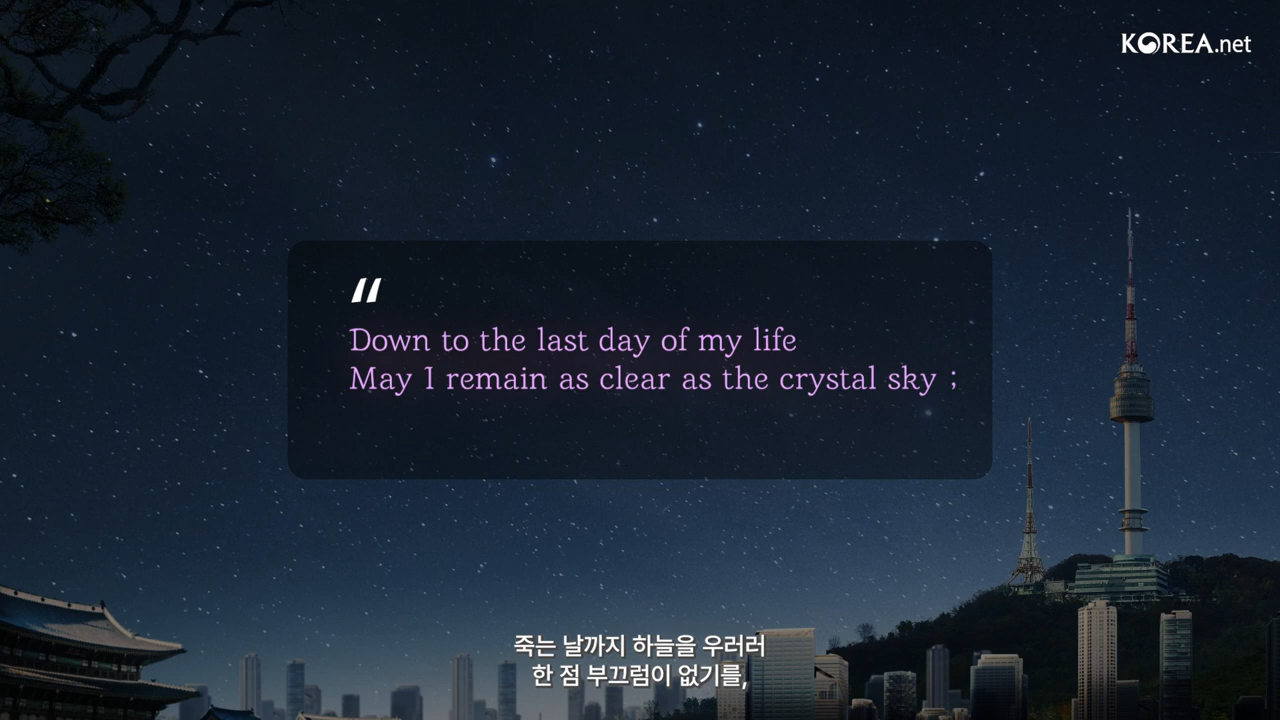 KOREA.net
“
Down to the last day of my life
May I remain as clear as the crystal sky ;
죽는 날까지 하늘을 우러러
한 점 부끄럼이 없기를,